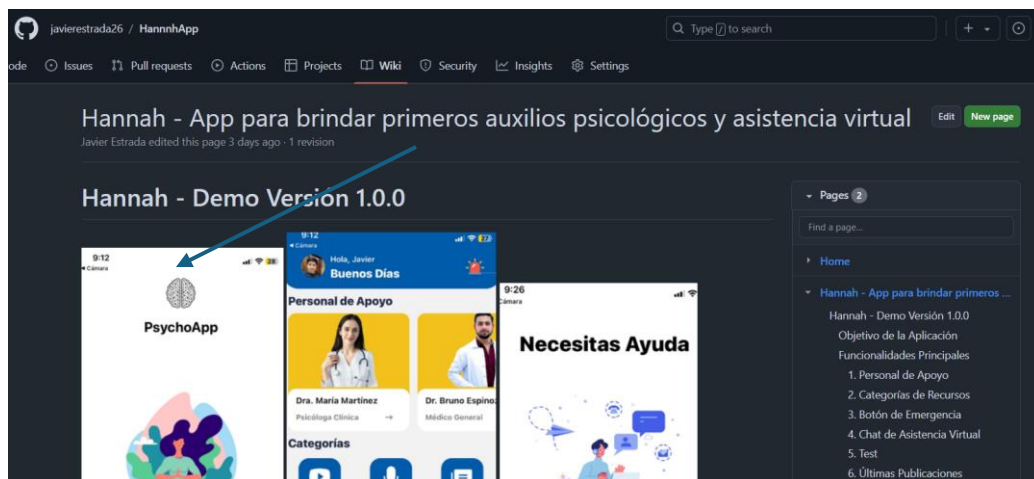 javierestrada26 / HannnhApp
Type / to search
ode Issues Pull requests Actions Projects Wiki Security Insights Settings
Hannah - App para brindar primeros auxilios psicológicos y asistencia virtual
Edit New page
Javier Estrada edited this page 3 days ago · 1 revision
Hannah - Demo Versión 1.0.0
9:12 28
Cámara
PsychoApp
9:12 27
Cámara
Hola, Javier
Buenos Días
Personal de Apoyo
Dra. María Martínez
Psicóloga Clínica
Dr. Bruno Espino
Médico General
Categorías
9:26
Cámara
Necesitas Ayuda
Pages 2
Find a page...
Home
Hannah - App para brindar primeros ...
Hannah - Demo Versión 1.0.0
Objetivo de la Aplicación
Funcionalidades Principales
1. Personal de Apoyo
2. Categorías de Recursos
3. Botón de Emergencia
4. Chat de Asistencia Virtual
5. Test
6. Últimas Publicaciones